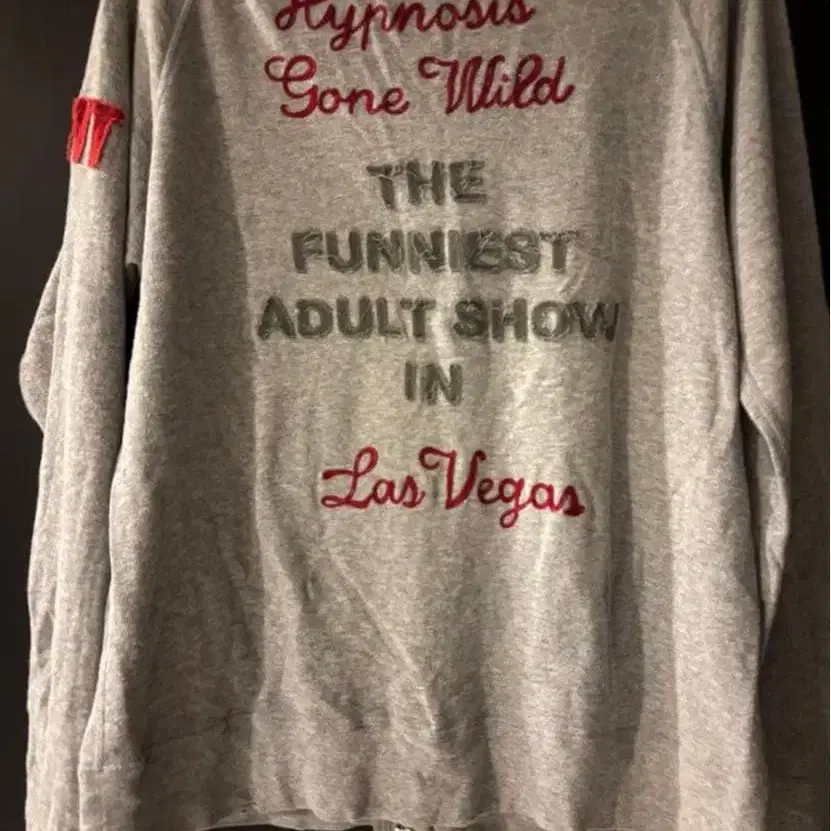 Hypnosis
Gone Wild
THE
FUNNIEST
ADULT SHOW
IN
Las Vegas